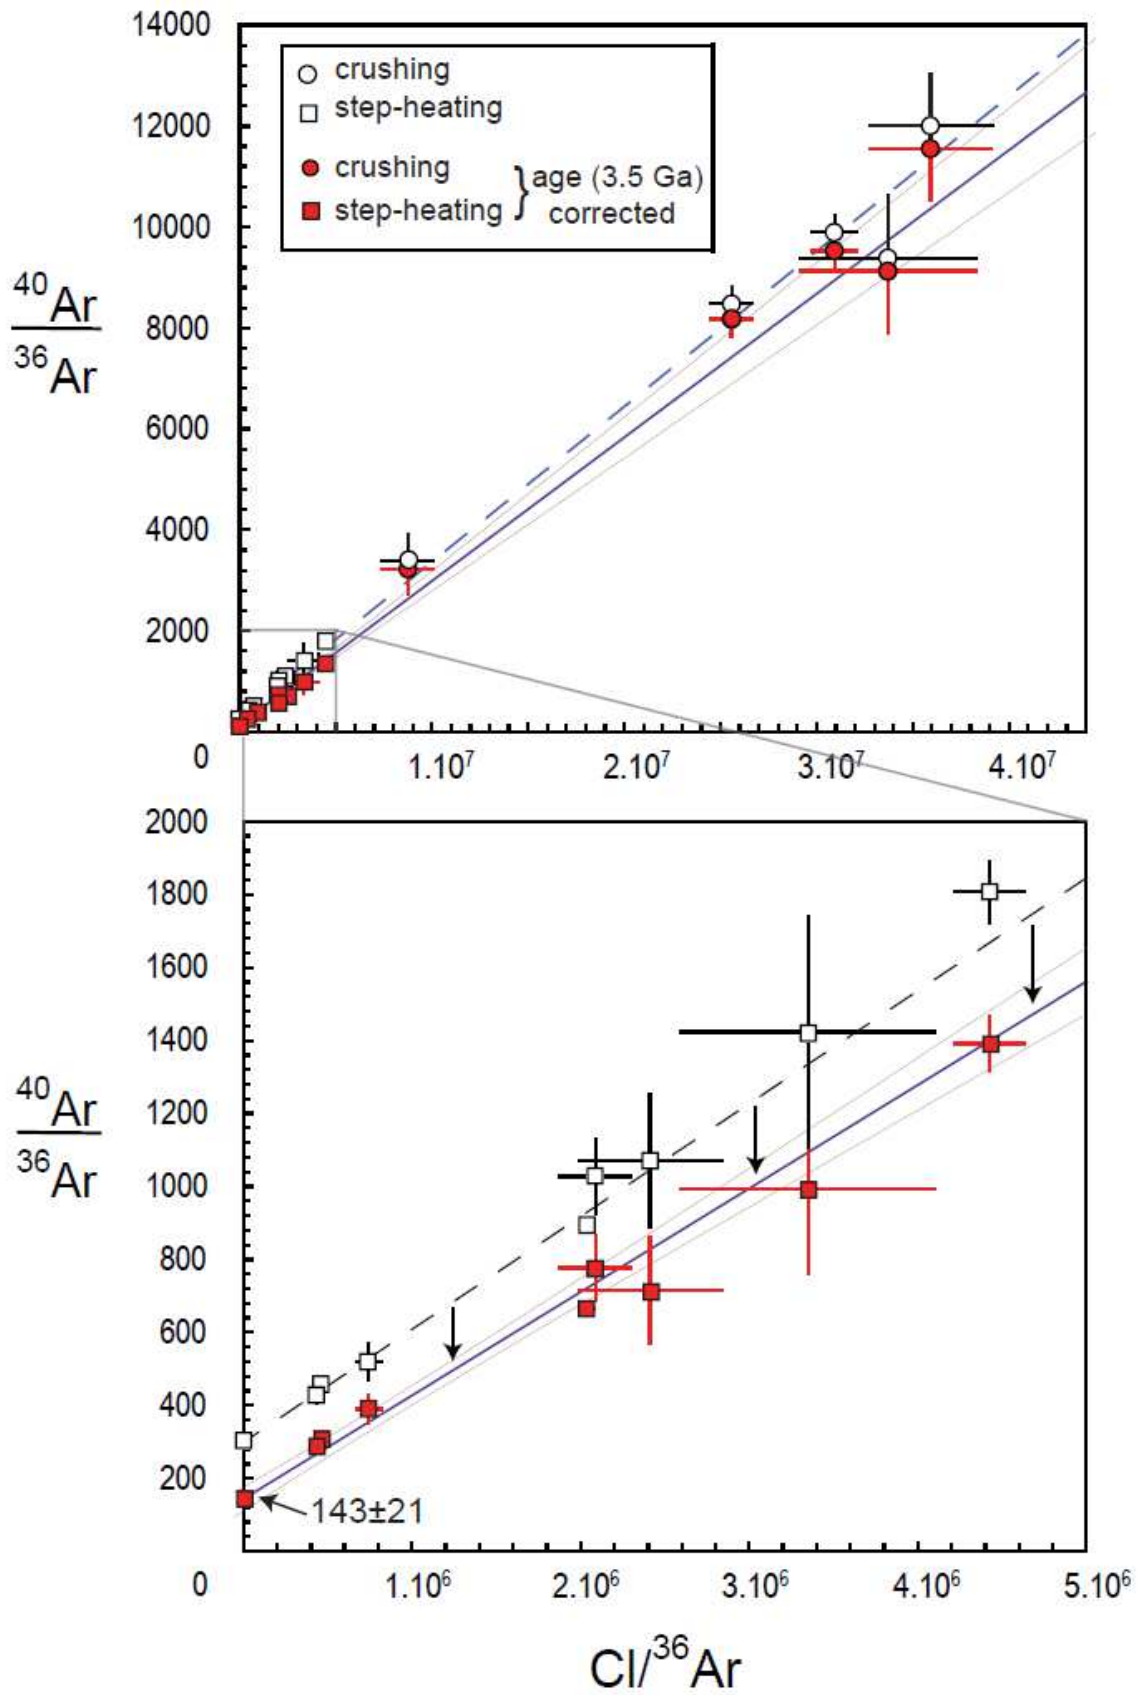 14000
12000
10000
8000
6000
4000
2000
0
crushing
step-heating
crushing
step-heating
} age (3.5 Ga)
corrected
⁴⁰Ar
³⁶Ar
1.10⁷
2.10⁷
3.10⁷
4.10⁷
2000
1800
1600
1400
1200
1000
800
600
400
200
0
⁴⁰Ar
³⁶Ar
143±21
1.10⁶
2.10⁶
3.10⁶
4.10⁶
5.10⁶
Cl/³⁶Ar